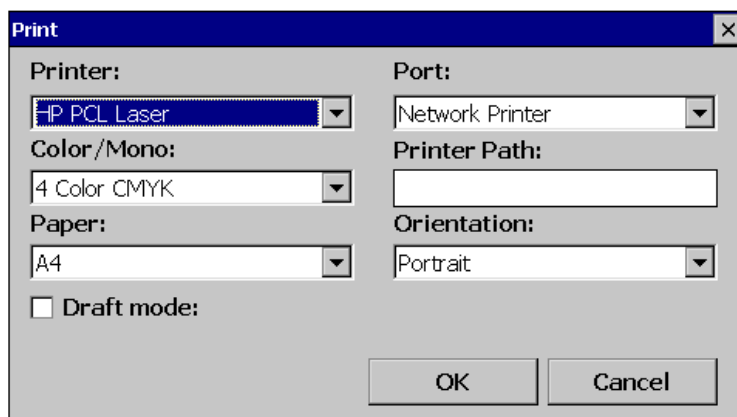 Print
Printer:
Port:
HP PCL Laser
Network Printer
Color/Mono:
Printer Path:
4 Color CMYK
Paper:
Orientation:
A4
Portrait
Draft mode:
OK
Cancel